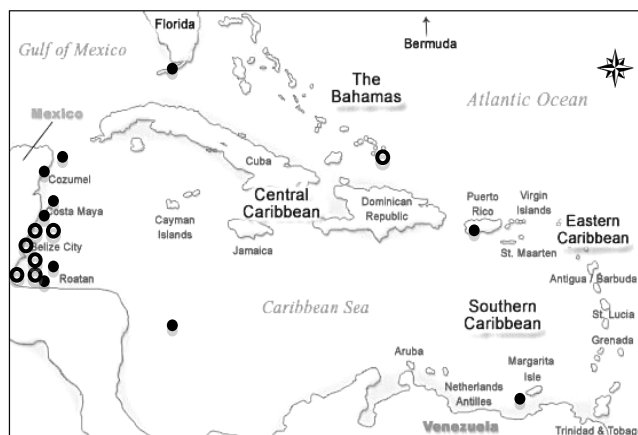 Florida
Gulf of Mexico
Bermuda
The
Bahamas
Atlantic Ocean
Mexico
Cuba
Cozumel
Central
Caribbean
Dominican
Republic
Puerto
Rico
Virgin
Islands
Costa Maya
Cayman
Islands
Eastern
Caribbean
Belize City
Jamaica
St. Maarten
Roatan
Antigua / Barbuda
Caribbean Sea
Southern
Caribbean
St. Lucia
Grenada
Aruba
Margarita
Isle
Netherlands
Antilles
Venezuela
Trinidad & Tobag